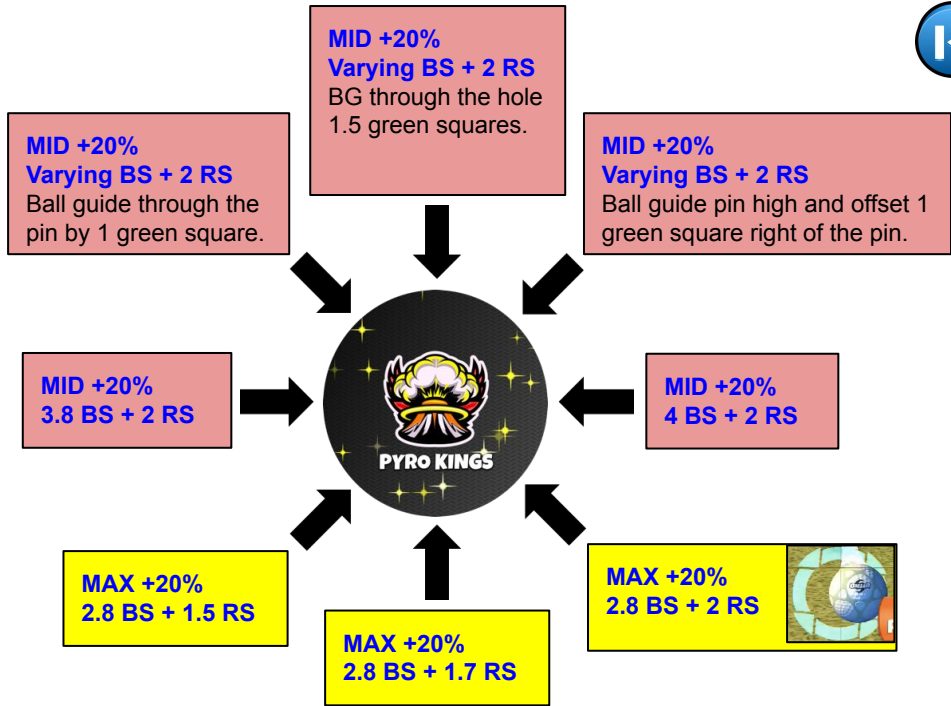 MID +20%
Varying BS + 2 RS
BG through the hole
1.5 green squares.
MID +20%
Varying BS + 2 RS
Ball guide through the
pin by 1 green square.
MID +20%
Varying BS + 2 RS
Ball guide pin high and offset 1
green square right of the pin.
MID +20%
3.8 BS + 2 RS
PYRO KINGS
MID +20%
4 BS + 2 RS
MAX +20%
2.8 BS + 1.5 RS
MAX +20%
2.8 BS + 1.7 RS
MAX +20%
2.8 BS + 2 RS